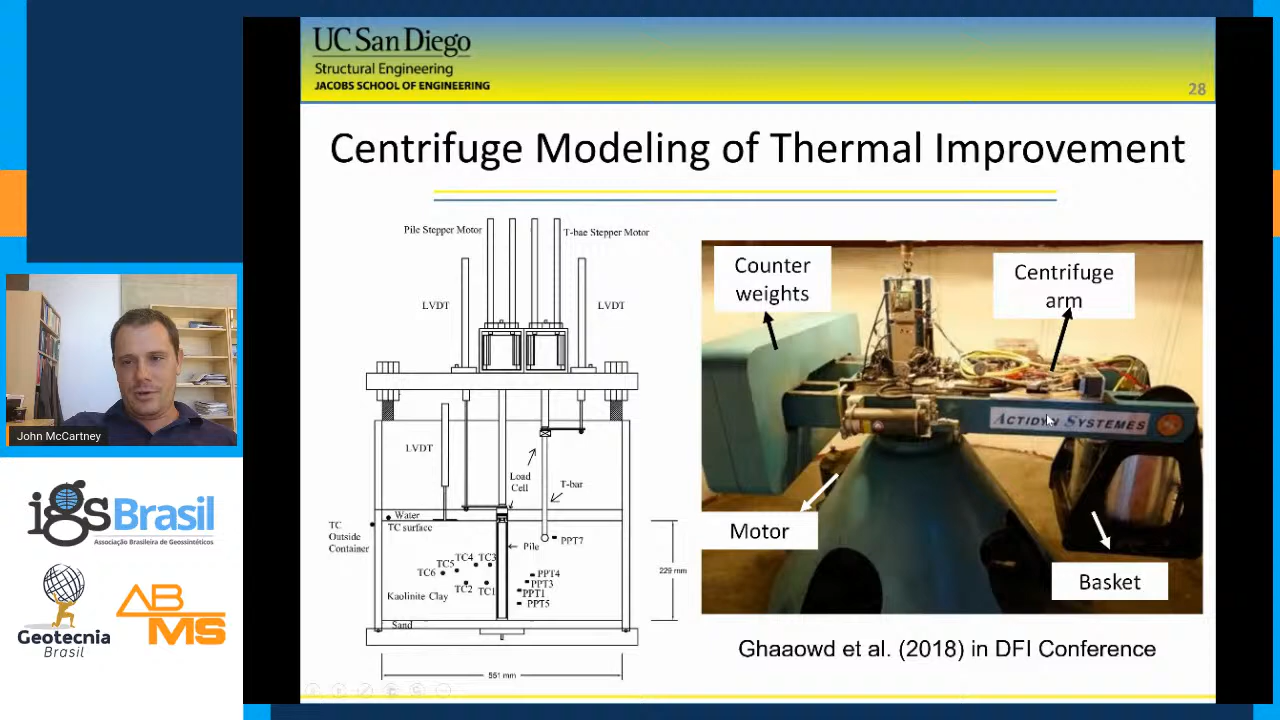 UC San Diego
Structural Engineering
JACOBS SCHOOL OF ENGINEERING
28
Centrifuge Modeling of Thermal Improvement
Pile Stepper Motor
T-bae Stepper Motor
LVDT
LVDT
LVDT
Load
Cell
T-bar
Water
TC surface
TC
Outside
Container
Pile
PPT7
TC4
TC3
TC5
TC6
TC2
TC1
PPT4
PPT3
PPT1
PPT5
Kaolinite Clay
Sand
229 mm
551 mm
Counter
weights
Centrifuge
arm
ACTIDYN SYSTEMES
Motor
Basket
Ghaaowd et al. (2018) in DFI Conference
John McCartney
igsBrasil
Associação Brasileira de Geossintéticos
Geotecnia
Brasil
ABMS